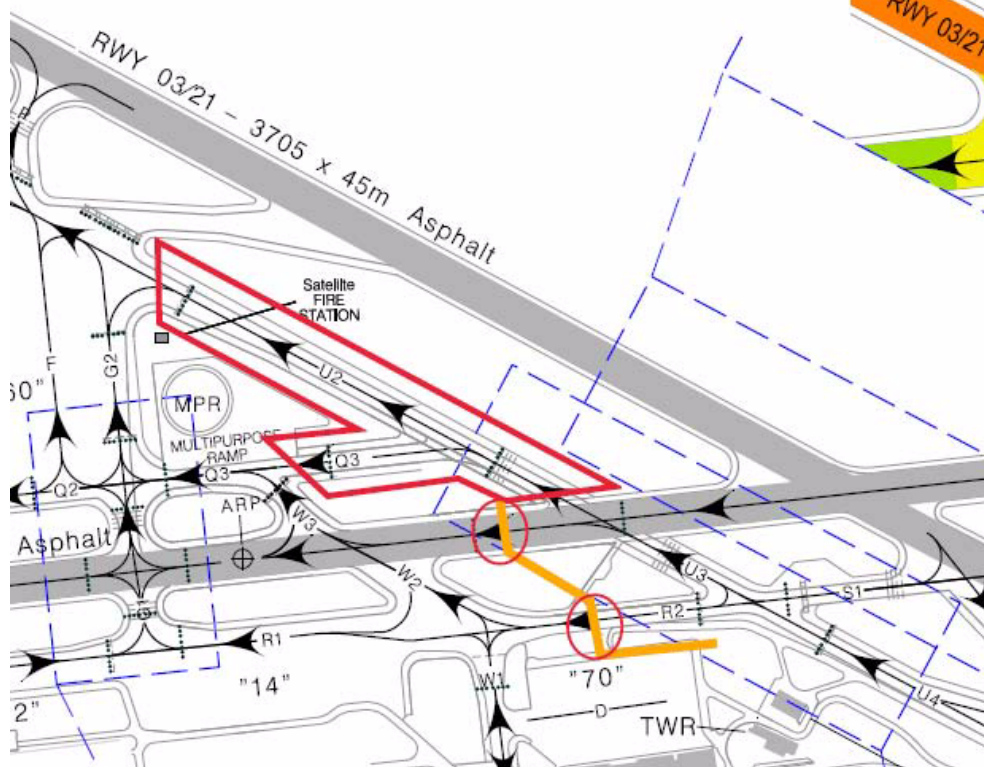 RWY 03/21
RWY 03/21 - 3705 x 45m Asphalt
Satellite
FIRE
STATION
F
G2
U2
60"
MPR
MULTIPURPOSE
RAMP
Q3
Q3
Q2
ARP
W3
Asphalt
W2
U3
S1
R2
R1
W1
"14"
"70"
2"
D
U4
TWR